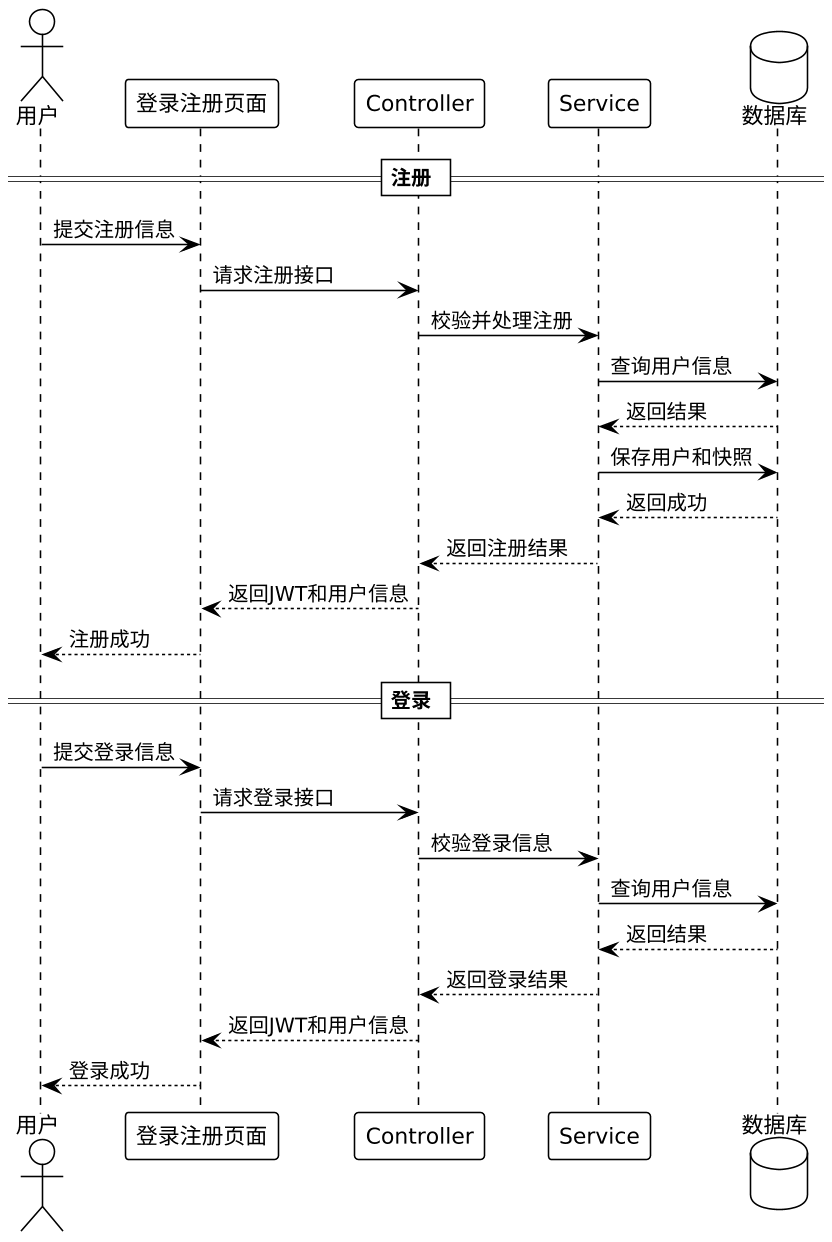 用户
登录注册页面
Controller
Service
数据库
注册
提交注册信息
请求注册接口
校验并处理注册
查询用户信息
返回结果
保存用户和快照
返回成功
返回注册结果
返回JWT和用户信息
注册成功
登录
提交登录信息
请求登录接口
校验登录信息
查询用户信息
返回结果
返回登录结果
返回JWT和用户信息
登录成功
用户
登录注册页面
Controller
Service
数据库